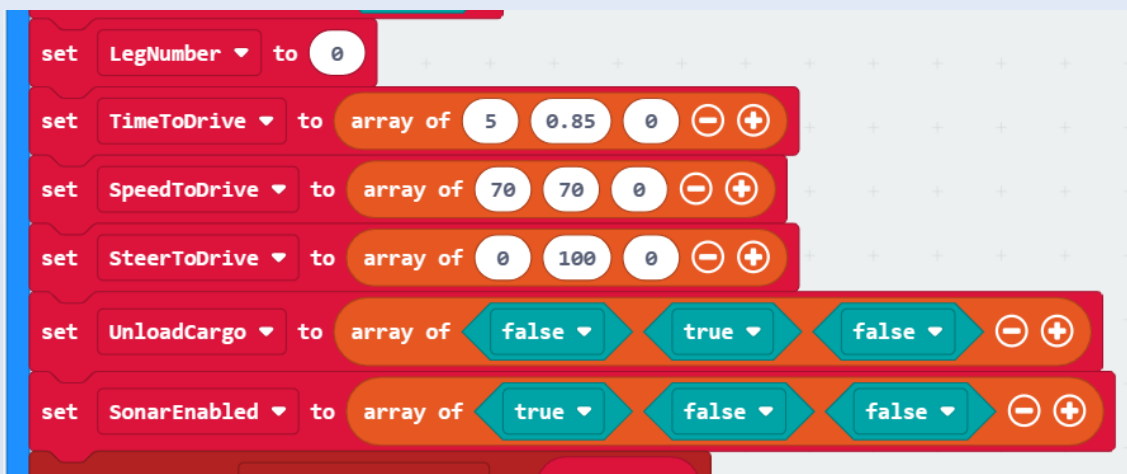 set LegNumber to 0
set TimeToDrive to array of 5 0.85 0
set SpeedToDrive to array of 70 70 0
set SteerToDrive to array of 0 100 0
set UnloadCargo to array of false true false
set SonarEnabled to array of true false false